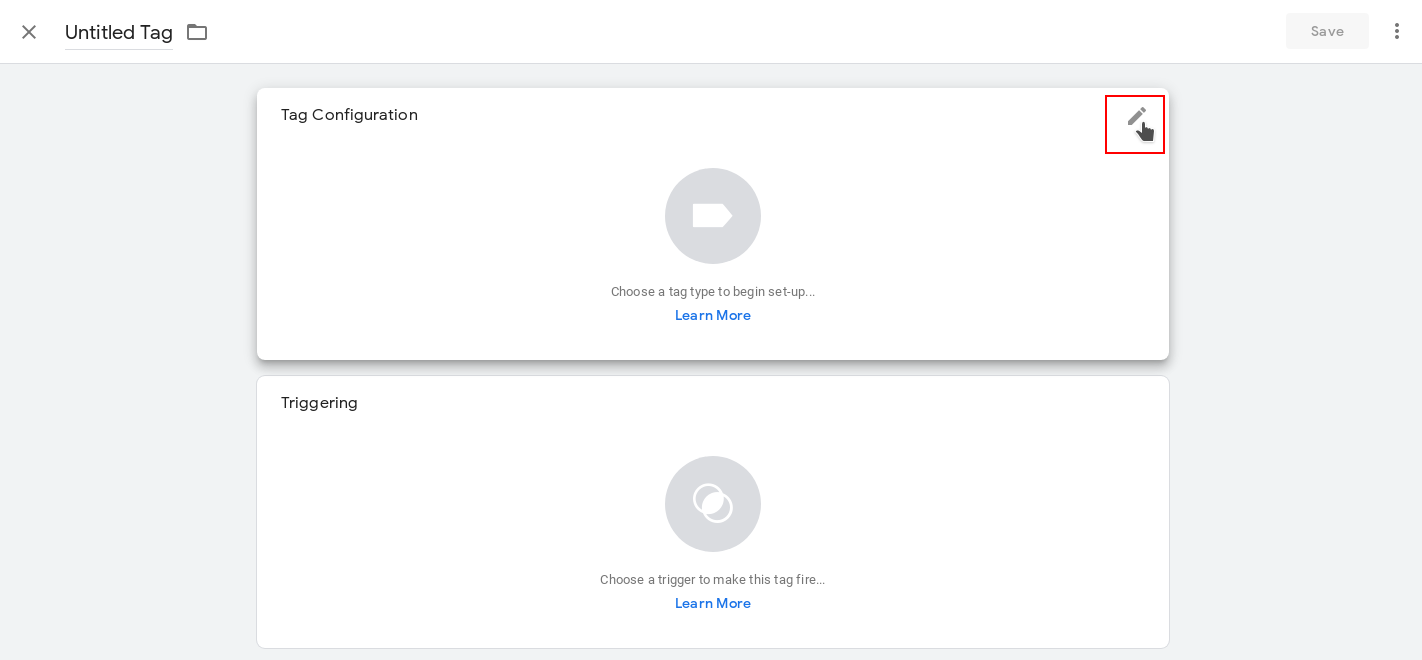 Untitled Tag
Save
Tag Configuration
Choose a tag type to begin set-up...
Learn More
Triggering
Choose a trigger to make this tag fire...
Learn More